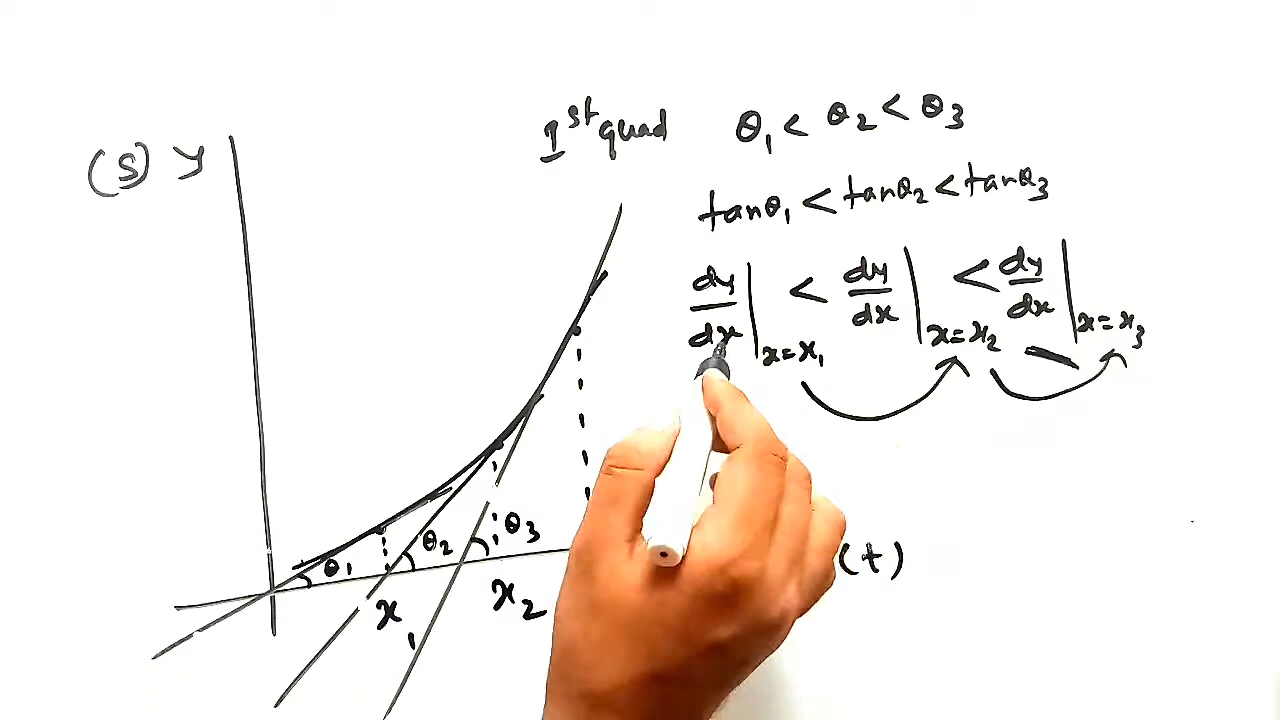 1st quad θ₁ < θ₂ < θ₃
(S) y
tanθ₁ < tanθ₂ < tanθ₃
dy/dx |x=x₁ < dy/dx |x=x₂ < dy/dx |x=x₃
θ₁ θ₂ θ₃
(t)
x₁ x₂